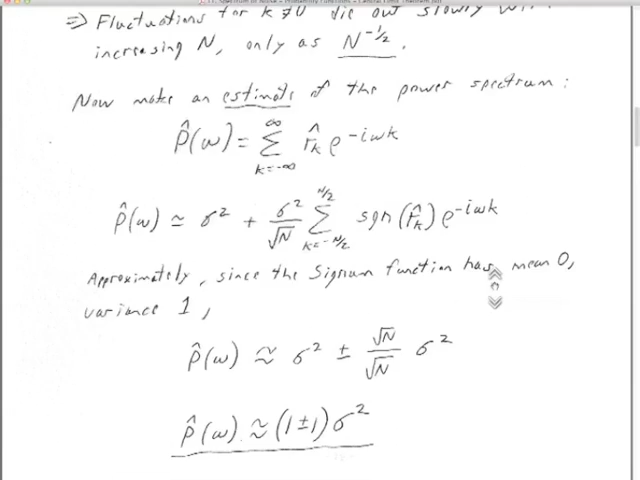 ⇒ Fluctuations for k≠0 die out slowly with
increasing N, only as N^{-1/2}.
Now make an estimate of the power spectrum:
P̂(ω) = ∑_{k=-∞}^{∞} r̂_k e^{-iωk}
P̂(ω) ≃ σ² + σ²/√N ∑_{k=-N/2}^{N/2} sgn(r̂_k) e^{-iωk}
Approximately, since the Signum function has mean 0,
variance 1,
P̂(ω) ≈ σ² ± √N/√N σ²
P̂(ω) ≈ (1±1)σ²